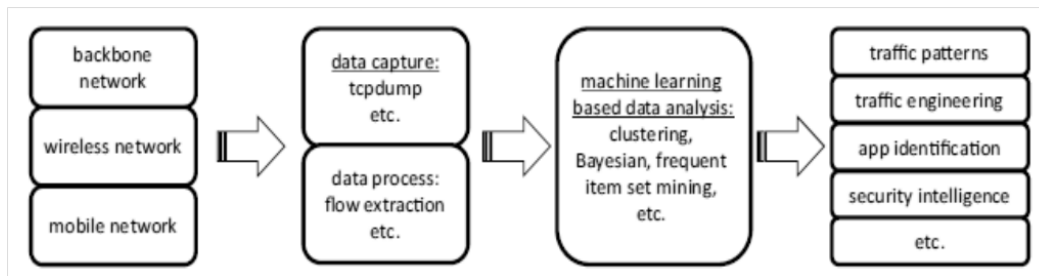 backbone
network
wireless network
mobile network
data capture:
tcpdump
etc.
data process:
flow extraction
etc.
machine learning
based data analysis:
clustering,
Bayesian, frequent
item set mining,
etc.
traffic patterns
traffic engineering
app identification
security intelligence
etc.